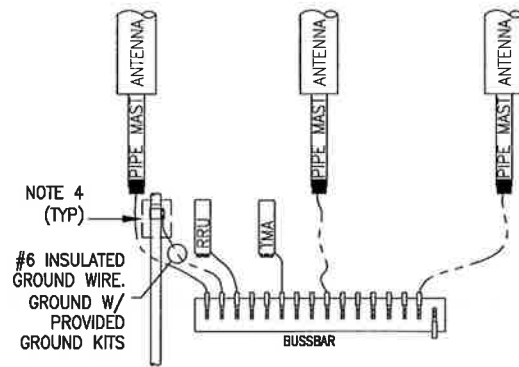 ANTENNA
ANTENNA
ANTENNA
PIPE MAST
PIPE MAST
PIPE MAST
NOTE 4
(TYP)
RRU
TMA
#6 INSULATED
GROUND WIRE.
GROUND W/
PROVIDED
GROUND KITS
BUSSBAR